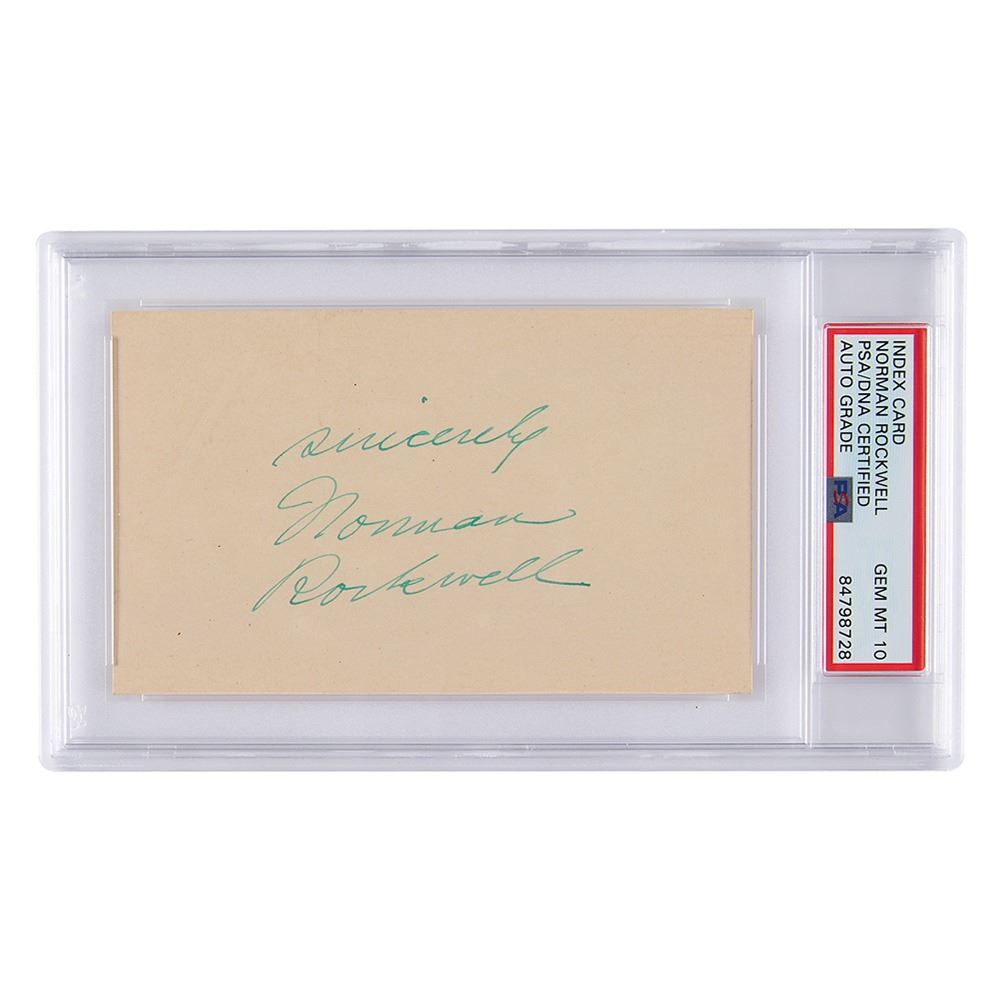 sincerely
Norman
Rockwell
INDEX CARD
NORMAN ROCKWELL
PSA/DNA CERTIFIED
AUTO GRADE
PSA
GEM MT 10
84798728